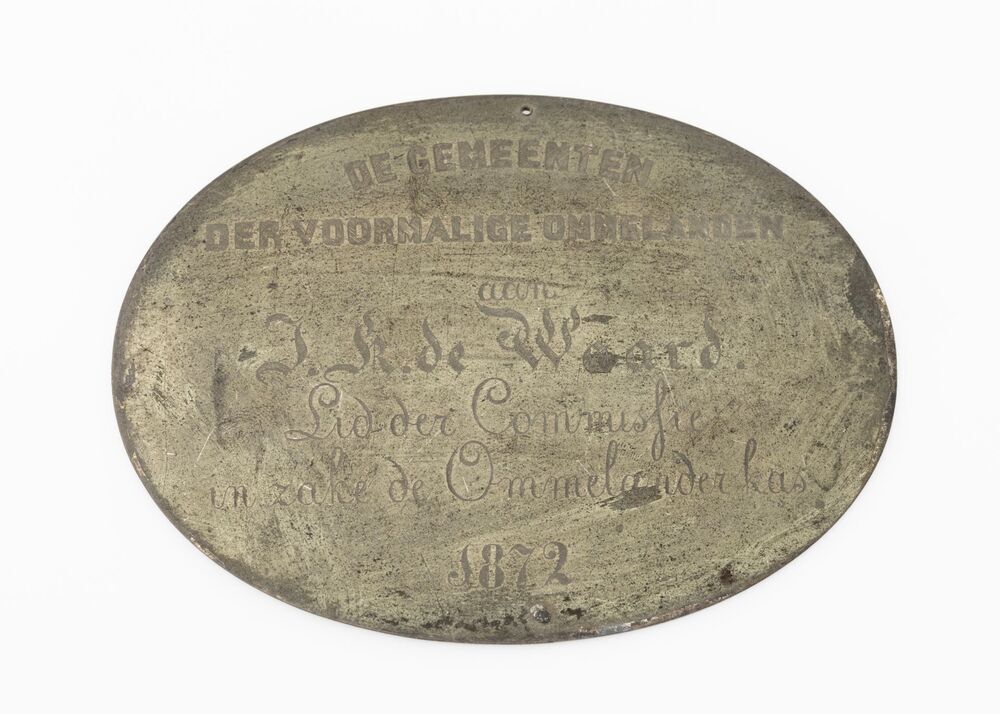 DE GEMEENTEN
DER VOORMALIGE OMMELANDEN
aan
J. K. de Waard.
Lid der Commissie
in zake de Ommelander kas
1872